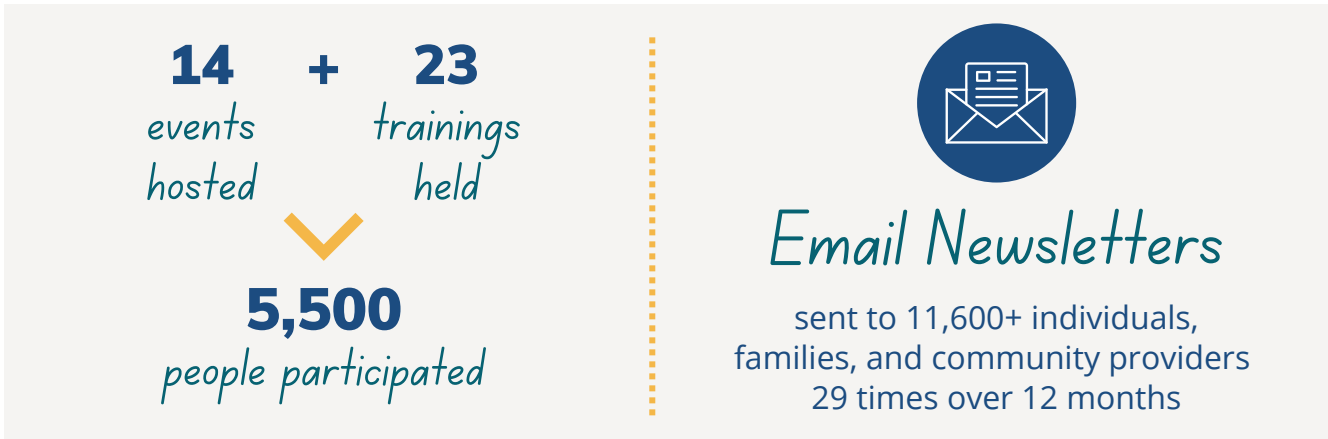 14 + 23
events
hosted
trainings
held
5,500
people participated
Email Newsletters
sent to 11,600+ individuals,
families, and community providers
29 times over 12 months